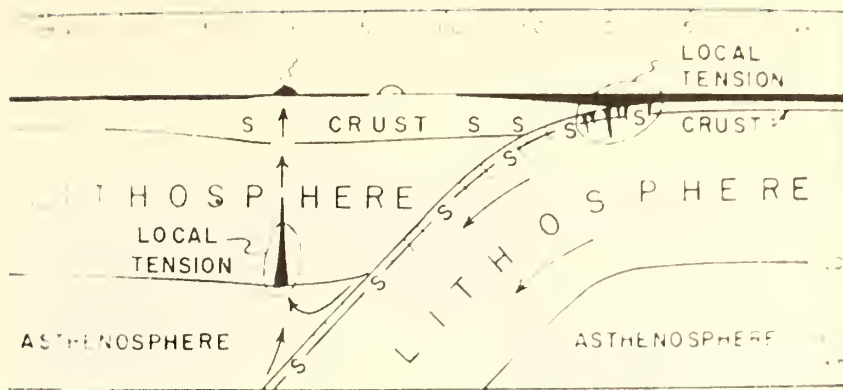 LOCAL
TENSION
S CRUST S S S S S CRUST
LITHOSPHERE
S
S
LITHOSPHERE
LOCAL
TENSION
S
ASTHENOSPHERE
ASTHENOSPHERE
S